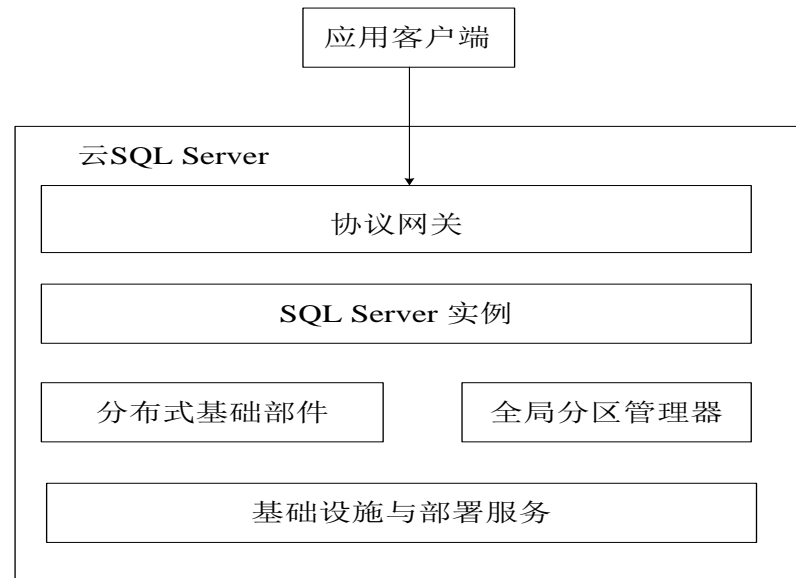 应用客户端
云SQL Server
协议网关
SQL Server 实例
分布式基础部件
全局分区管理器
基础设施与部署服务